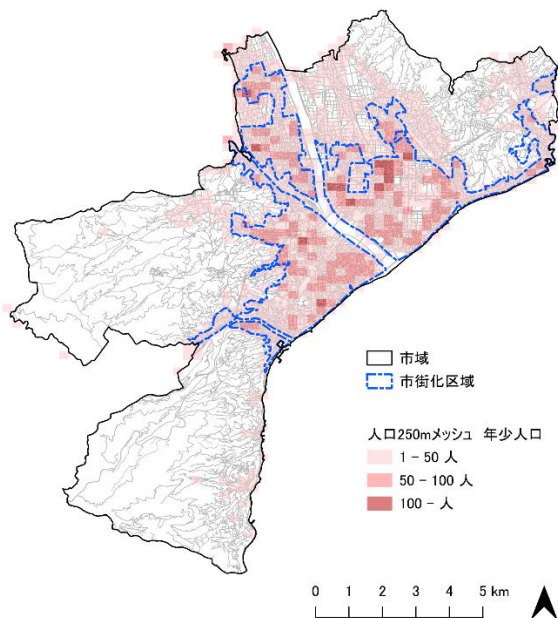 市域
市街化区域
人口250mメッシュ 年少人口
1 - 50 人
50 - 100 人
100 - 人
0 1 2 3 4 5 km